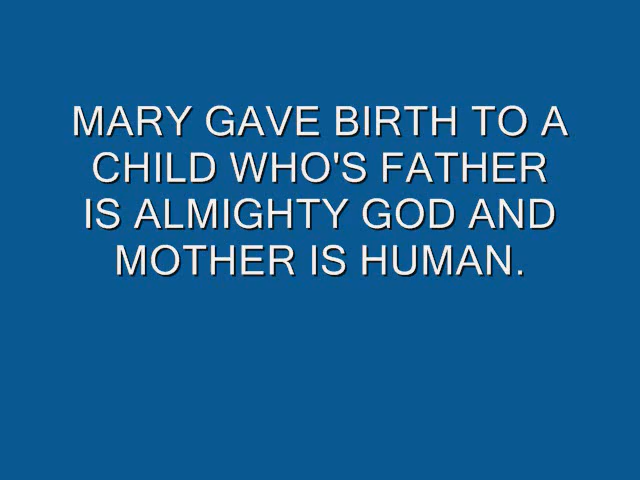 MARY GAVE BIRTH TO A
CHILD WHO'S FATHER
IS ALMIGHTY GOD AND
MOTHER IS HUMAN.